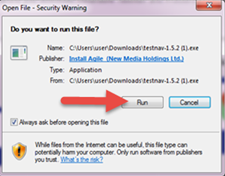 Open File - Security Warning
Do you want to run this file?
Name: C:\Users\user\Downloads\testnav-1.5.2 (1).exe
Publisher: Install Agile (New Media Holdings Ltd.)
Type: Application
From: C:\Users\user\Downloads\testnav-1.5.2 (1).exe
Run Cancel
Always ask before opening this file
While files from the Internet can be useful, this file type can
potentially harm your computer. Only run software from publishers
you trust. What's the risk?